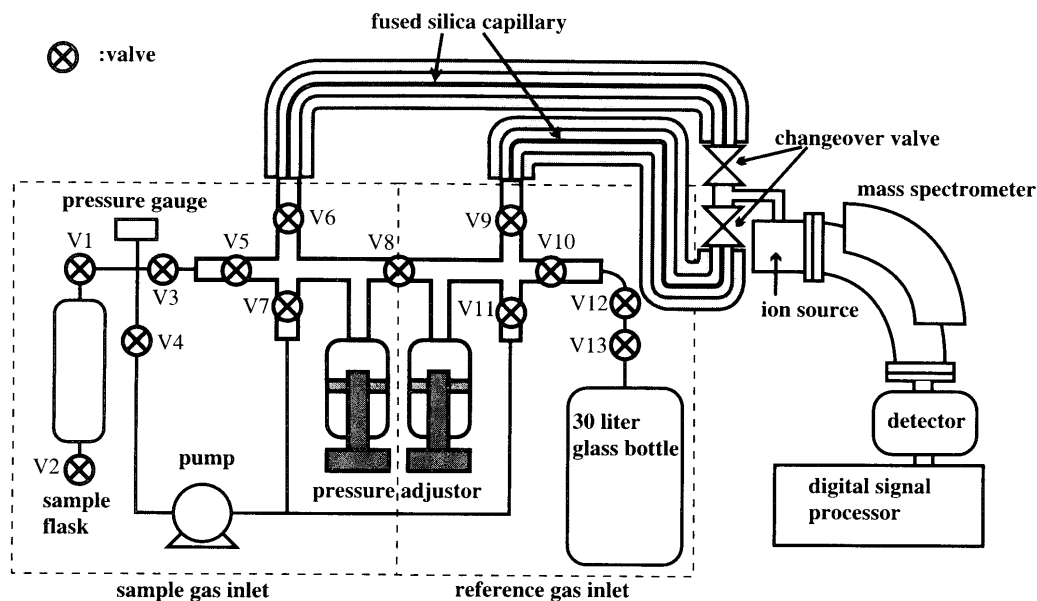 fused silica capillary
:valve
changeover valve
mass spectrometer
pressure gauge
V6
V9
V1
V5
V8
V10
V3
V7
V11
V12
ion source
V4
V13
30 liter
glass bottle
detector
V2
pump
sample
flask
pressure adjustor
digital signal
processor
sample gas inlet
reference gas inlet